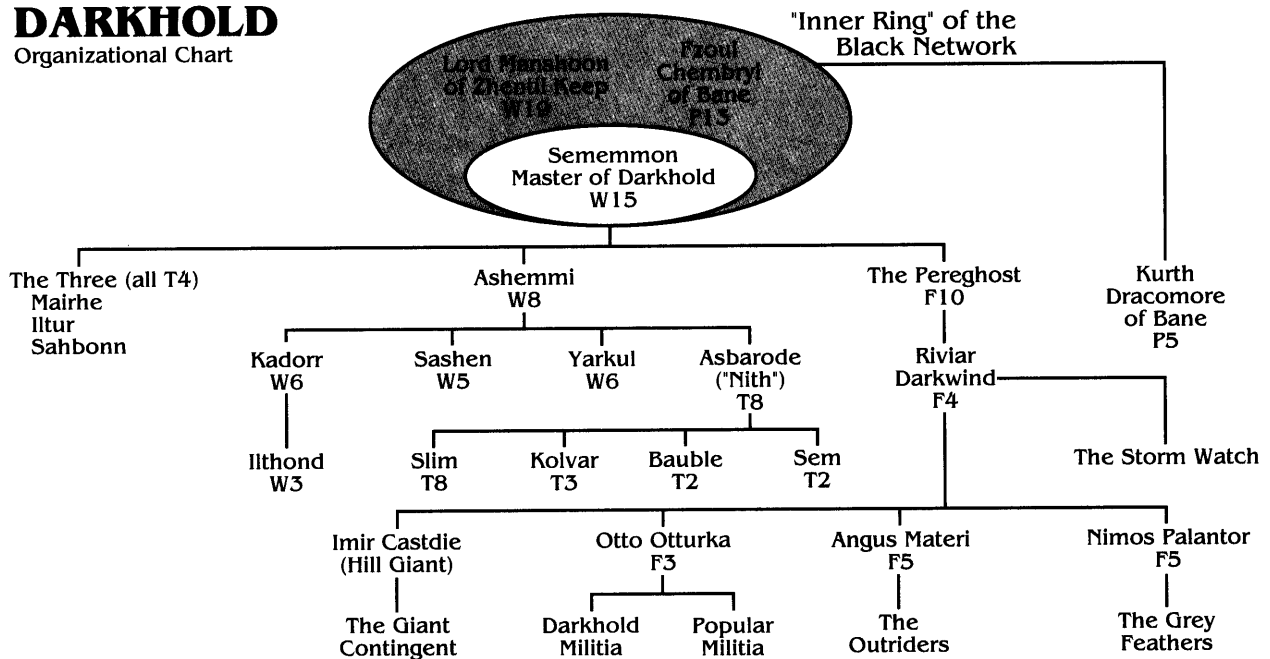 DARKHOLD
Organizational Chart
"Inner Ring" of the
Black Network
Lord Manshoon
of Zhentil Keep
Fzoul
Chembryl
of Bane
Sememmon
Master of Darkhold
W15
The Three (all T4)
Mairhe
Iltur
Sahbonn
Ashemmi
W8
The Pereghost
F10
Kurth
Dracomore
of Bane
P5
Kadorr
W6
Sashen
W5
Yarkul
W6
Asbarode
("Nith")
T8
Riviar
Darkwind
F4
Ilthond
W3
Slim
T8
Kolvar
T3
Bauble
T2
Sem
T2
The Storm Watch
Imir Castdie
(Hill Giant)
Otto Otturka
F3
Angus Materi
F5
Nimos Palantor
F5
The Giant
Contingent
Darkhold
Militia
Popular
Militia
The
Outriders
The Grey
Feathers